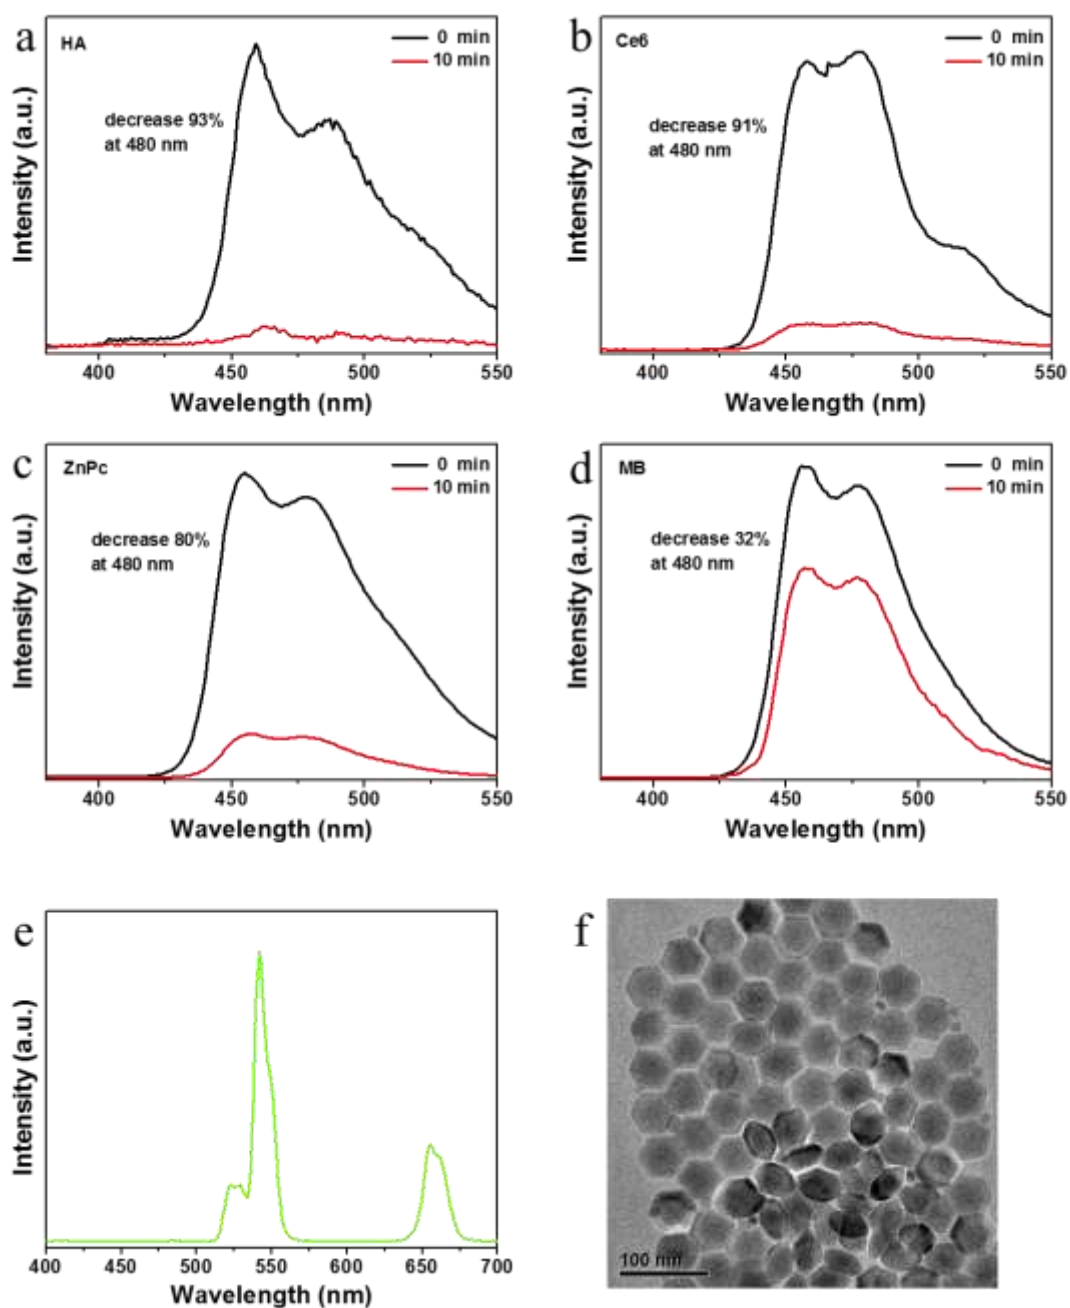 a
HA
0 min
10 min
decrease 93%
at 480 nm
Intensity (a.u.)
400 450 500 550
Wavelength (nm)
b
Ce6
0 min
10 min
decrease 91%
at 480 nm
Intensity (a.u.)
400 450 500 550
Wavelength (nm)
c
ZnPc
0 min
10 min
decrease 80%
at 480 nm
Intensity (a.u.)
400 450 500 550
Wavelength (nm)
d
MB
0 min
10 min
decrease 32%
at 480 nm
Intensity (a.u.)
400 450 500 550
Wavelength (nm)
e
Intensity (a.u.)
400 450 500 550 600 650 700
Wavelength (nm)
f
100 nm